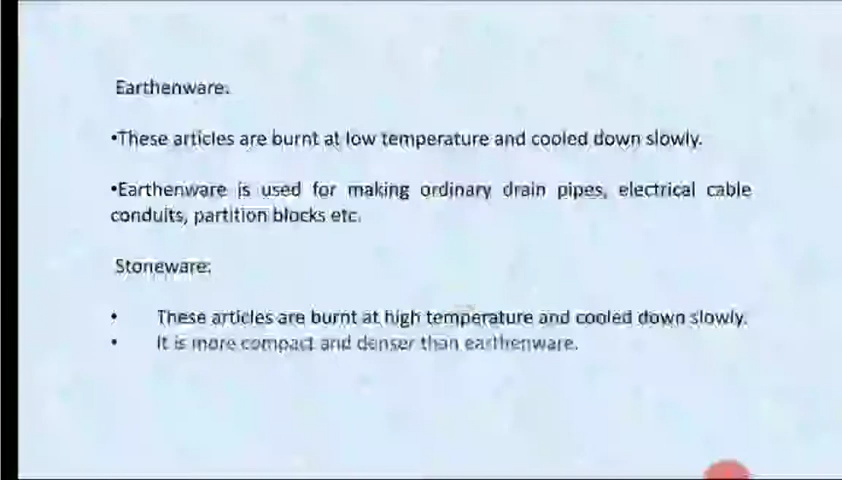 Earthenware:
•These articles are burnt at low temperature and cooled down slowly.
•Earthenware is used for making ordinary drain pipes, electrical cable
conduits, partition blocks etc.
Stoneware:
• These articles are burnt at high temperature and cooled down slowly.
• It is more compact and denser than earthenware.